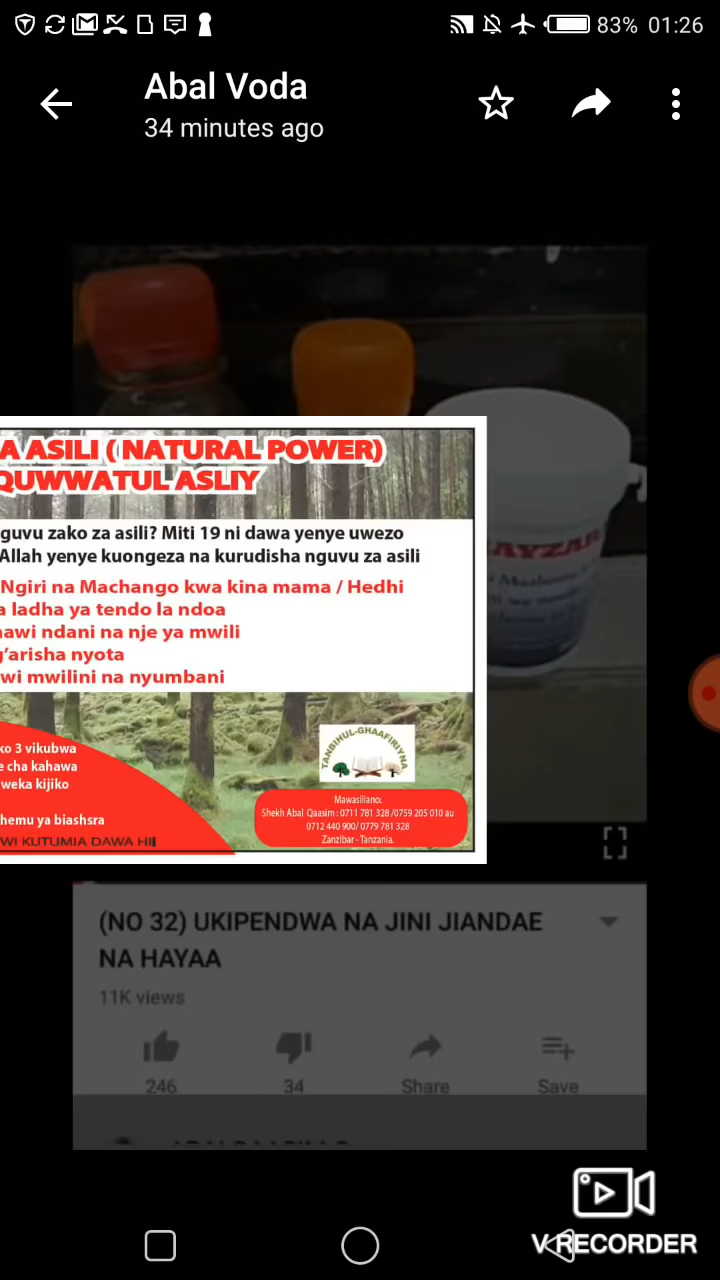 83% 01:26
Abal Voda
34 minutes ago
A ASILI ( NATURAL POWER)
QUWWATUL ASLIY
guvu zako za asili? Miti 19 ni dawa yenye uwezo
Allah yenye kuongeza na kurudisha nguvu za asili
Ngiri na Machango kwa kina mama / Hedhi
a ladha ya tendo la ndoa
awi ndani na nje ya mwili
g'arisha nyota
wi mwilini na nyumbani
ko 3 vikubwa
e cha kahawa
weka kijiko
hemu ya biashsra
WI KUTUMIA DAWA HII
TANBIHUL-GHAAFIRIYNA
Mawasiliano:
Shekh Abal Qaasim : 0711 781 328 /0759 205 010 au
0712 440 900/ 0779 781 328
Zanzibar - Tanzania.
(NO 32) UKIPENDWA NA JINI JIANDAE
NA HAYAA
11K views
246
34
Share
Save
V RECORDER